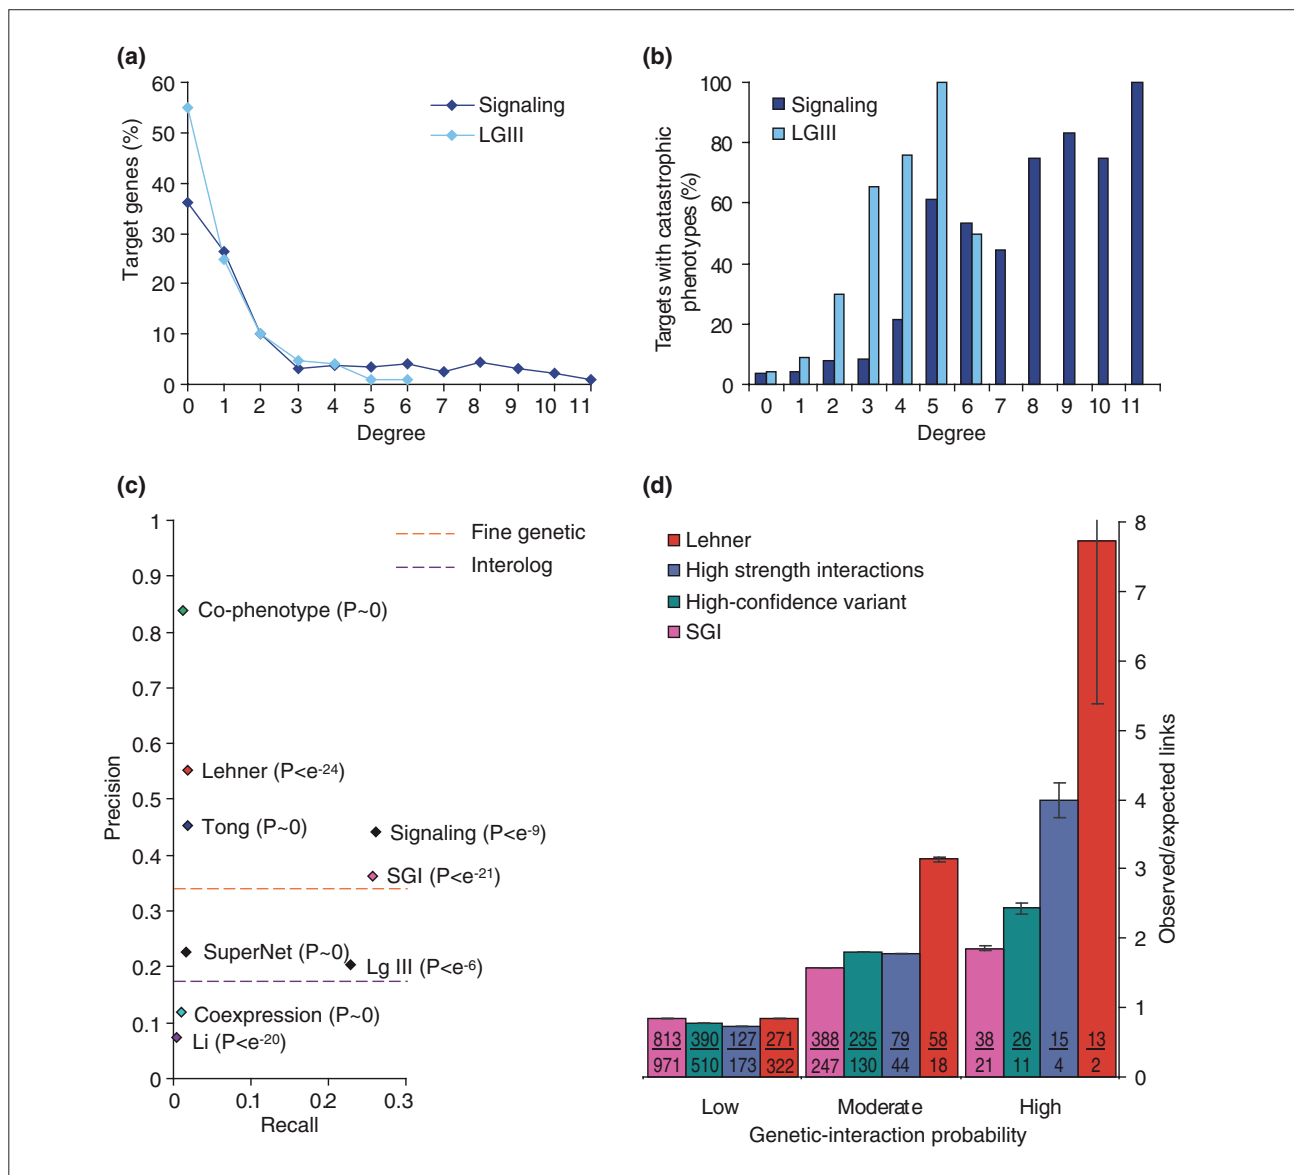 (a)
60
50
40
30
20
10
0
Target genes (%)
Signaling
LGIII
0 1 2 3 4 5 6 7 8 9 10 11
Degree
(b)
100
80
60
40
20
0
Targets with catastrophic
phenotypes (%)
Signaling
LGIII
0 1 2 3 4 5 6 7 8 9 10 11
Degree
(c)
1
0.9
0.8
0.7
0.6
0.5
0.4
0.3
0.2
0.1
0
Precision
Fine genetic
Interolog
Co-phenotype (P~0)
Lehner (P<e-24)
Tong (P~0)
Signaling (P<e-9)
SGI (P<e-21)
SuperNet (P~0)
Lg III (P<e-6)
Coexpression (P~0)
Li (P<e-20)
0 0.1 0.2 0.3
Recall
(d)
Lehner
High strength interactions
High-confidence variant
SGI
8
7
6
5
4
3
2
1
0
Observed/expected links
813 390 127 271 388 235 79 58 38 26 15 13
971 510 173 322 247 130 44 18 21 11 4 2
Low Moderate High
Genetic-interaction probability